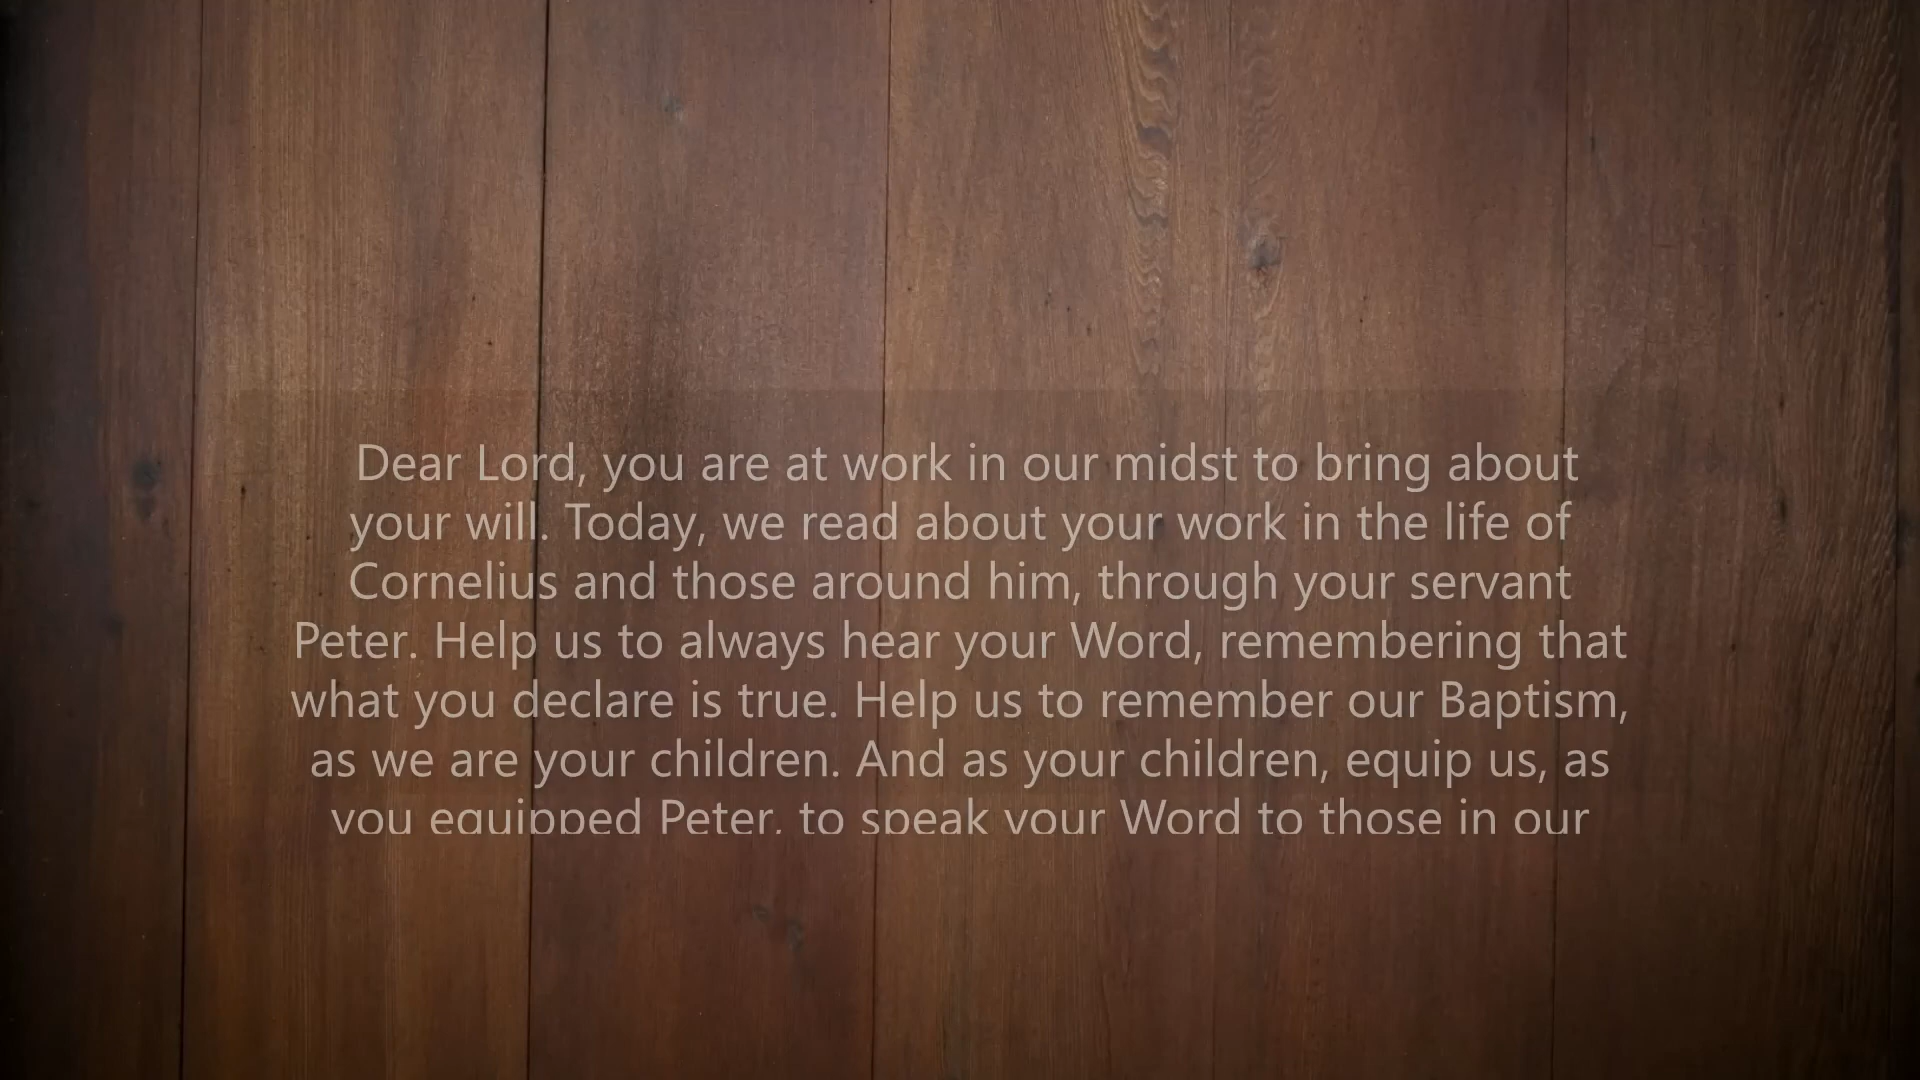 Dear Lord, you are at work in our midst to bring about
your will. Today, we read about your work in the life of
Cornelius and those around him, through your servant
Peter. Help us to always hear your Word, remembering that
what you declare is true. Help us to remember our Baptism,
as we are your children. And as your children, equip us, as
you equipped Peter, to speak your Word to those in our